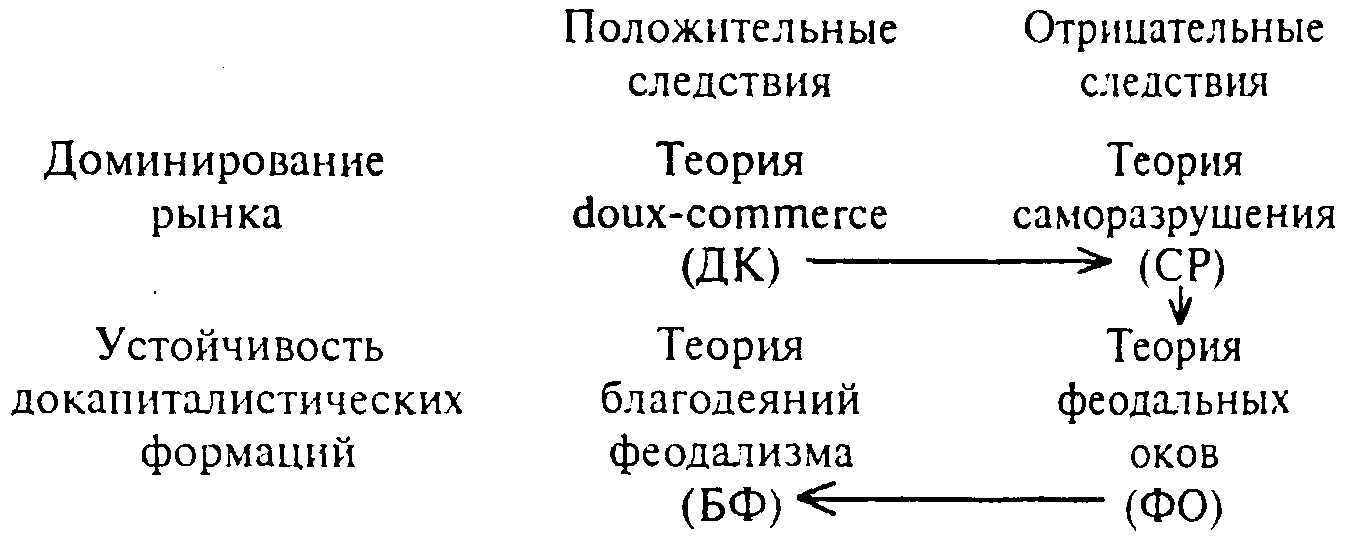 Положительные Отрицательные
следствия следствия
Доминирование Теория Теория
рынка doux-commerce саморазрушения
(ДК) (СР)
Устойчивость Теория Теория
докапиталистических благодеяний феодальных
формаций феодализма оков
(БФ) (ФО)